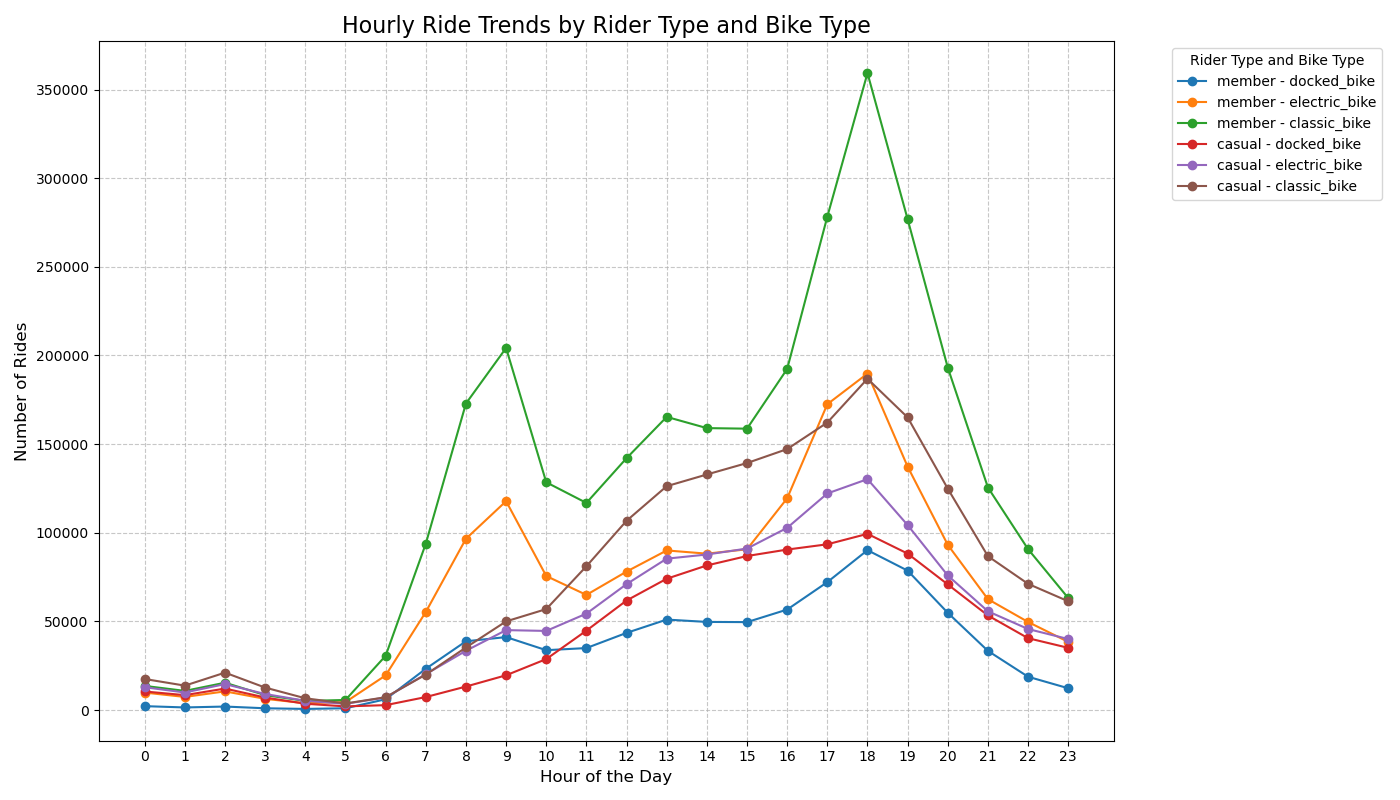 Hourly Ride Trends by Rider Type and Bike Type
Rider Type and Bike Type
member - docked_bike
member - electric_bike
member - classic_bike
casual - docked_bike
casual - electric_bike
casual - classic_bike
Number of Rides
350000
300000
250000
200000
150000
100000
50000
0
0 1 2 3 4 5 6 7 8 9 10 11 12 13 14 15 16 17 18 19 20 21 22 23
Hour of the Day